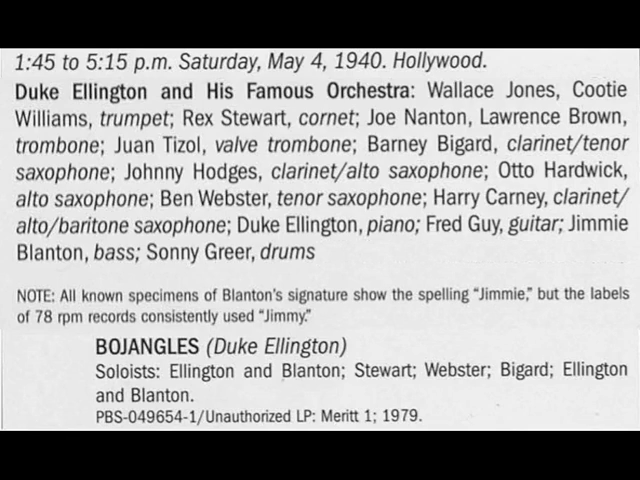 1:45 to 5:15 p.m. Saturday, May 4, 1940. Hollywood.
Duke Ellington and His Famous Orchestra: Wallace Jones, Cootie
Williams, trumpet; Rex Stewart, cornet; Joe Nanton, Lawrence Brown,
trombone; Juan Tizol, valve trombone; Barney Bigard, clarinet/tenor
saxophone; Johnny Hodges, clarinet/alto saxophone; Otto Hardwick,
alto saxophone; Ben Webster, tenor saxophone; Harry Carney, clarinet/
alto/baritone saxophone; Duke Ellington, piano; Fred Guy, guitar; Jimmie
Blanton, bass; Sonny Greer, drums
NOTE: All known specimens of Blanton's signature show the spelling "Jimmie," but the labels
of 78 rpm records consistently used "Jimmy."
BOJANGLES (Duke Ellington)
Soloists: Ellington and Blanton; Stewart; Webster; Bigard; Ellington
and Blanton.
PBS-049654-1/Unauthorized LP: Meritt 1; 1979.